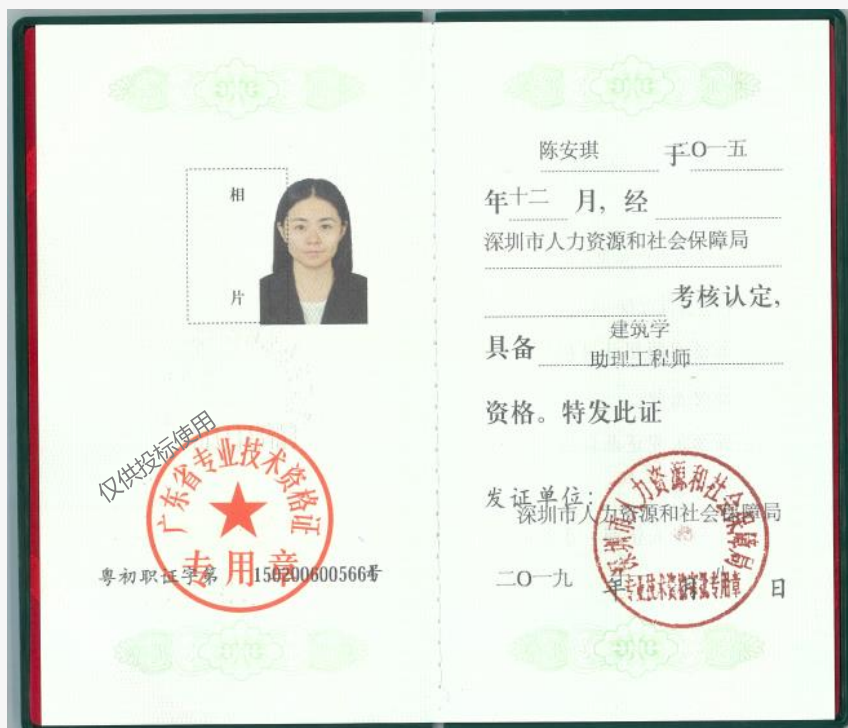 相
片
仅供投标使用
广东省专业技术资格证
专用章
粤初职证字第 1502006005664号
陈安琪 于二〇一五
年十二月，经
深圳市人力资源和社会保障局
考核认定，
具备 建筑学
助理工程师
资格。特发此证
发证单位：
深圳市人力资源和社会保障局
深圳市人力资源和社会保障局
二〇一九 年 月 日